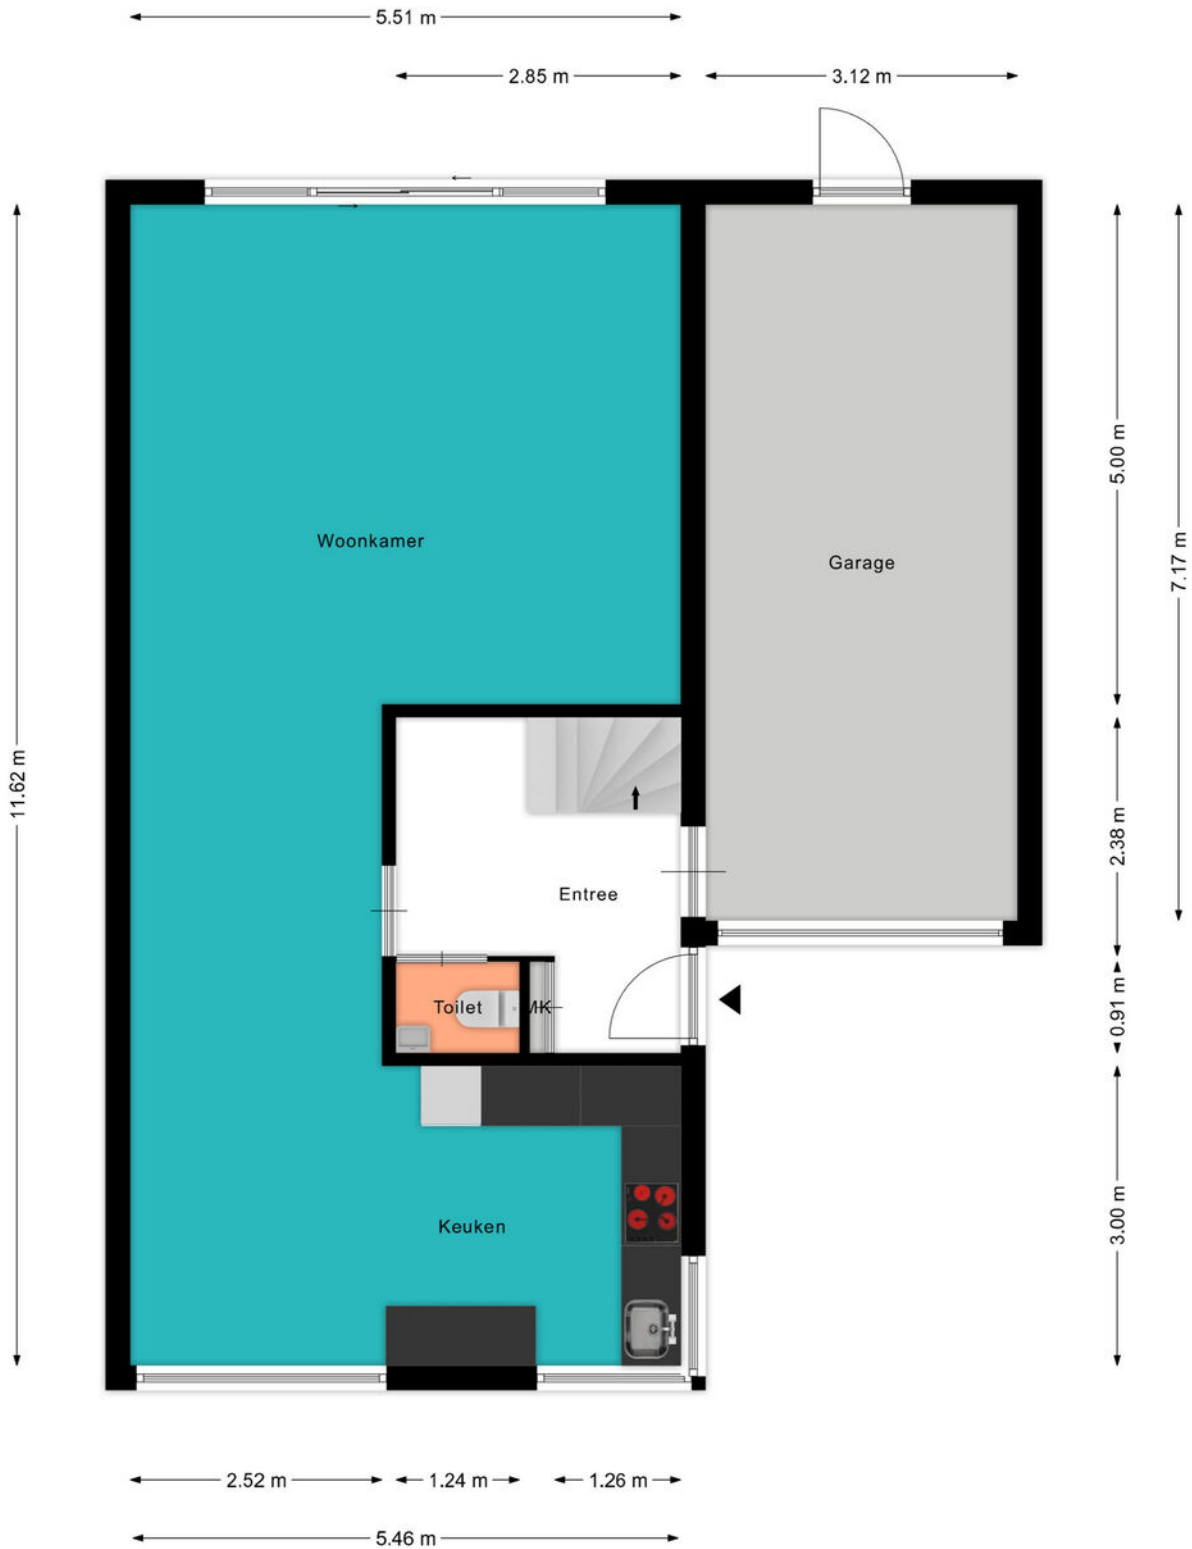 5.51 m
2.85 m
3.12 m
5.00 m
Woonkamer
Garage
7.17 m
11.62 m
2.38 m
Entree
Toilet
MK
0.91 m
3.00 m
Keuken
2.52 m
1.24 m
1.26 m
5.46 m